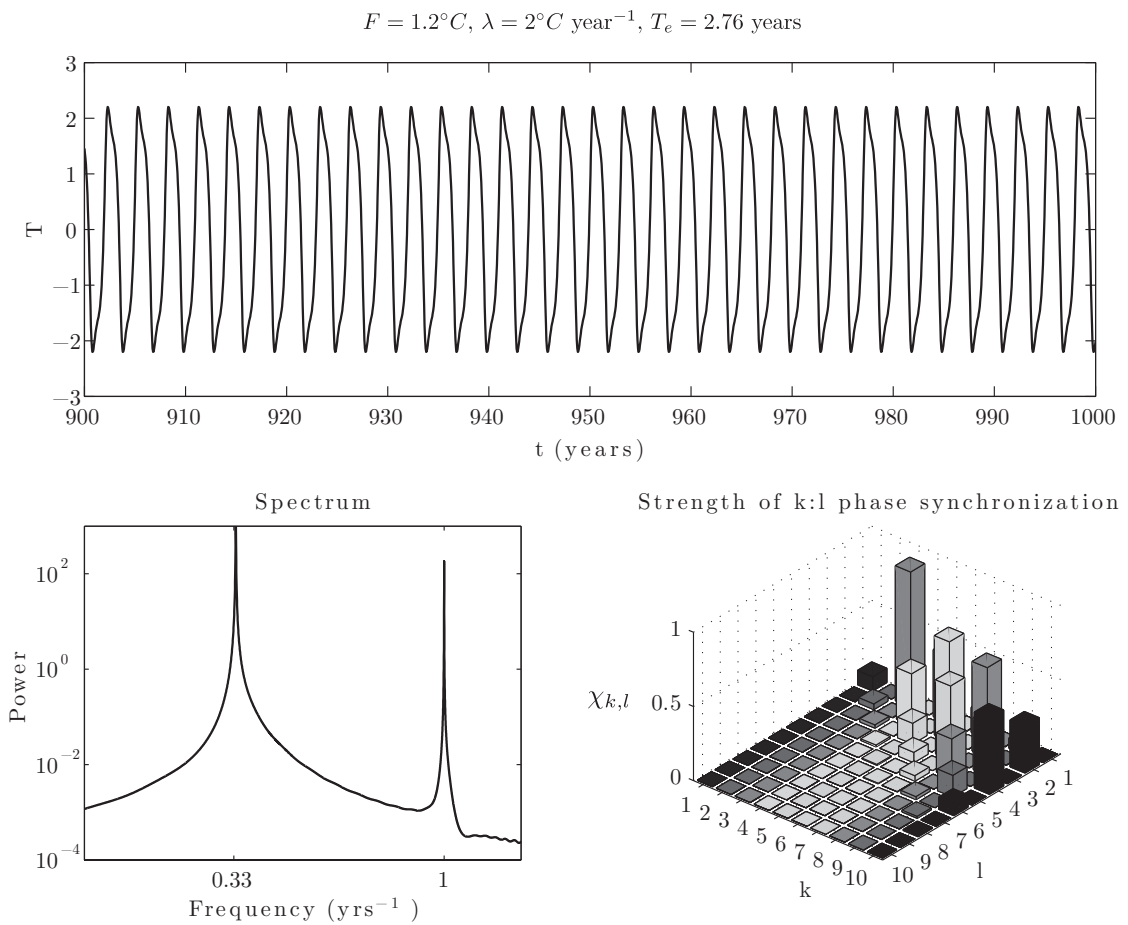 F = 1.2°C, λ = 2°C year⁻¹, Tₑ = 2.76 years
3
2
1
0
−1
−2
−3
T
900 910 920 930 940 950 960 970 980 990 1000
t (years)
Spectrum
10²
10⁰
10⁻²
10⁻⁴
Power
0.33 1
Frequency (yrs⁻¹ )
Strength of k:l phase synchronization
1
0.5
0
χk,l
1 2 3 4 5 6 7 8 9 10
k
10 9 8 7 6 5 4 3 2 1
l